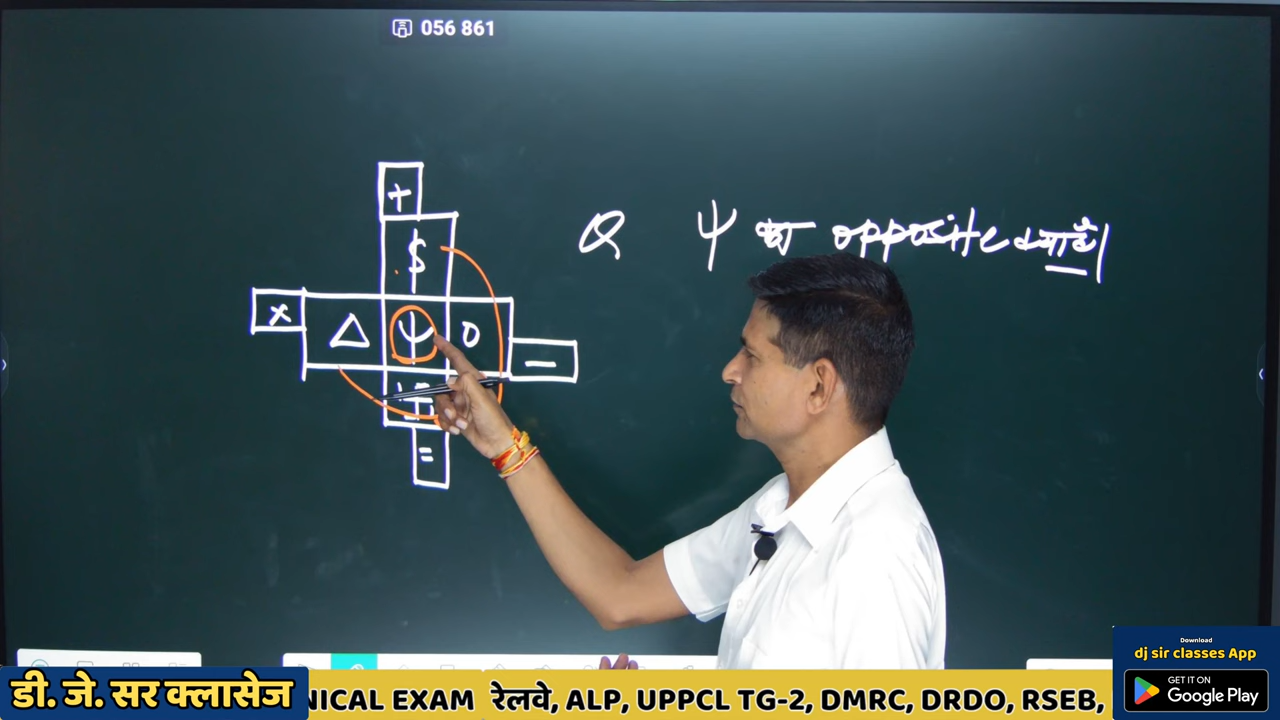 056 861
+
$
Q ψ का opposite क्या है।
× Δ ψ 0 −
=
Download
dj sir classes App
GET IT ON
Google Play
डी. जे. सर क्लासेज
NICAL EXAM रेलवे, ALP, UPPCL TG-2, DMRC, DRDO, RSEB,